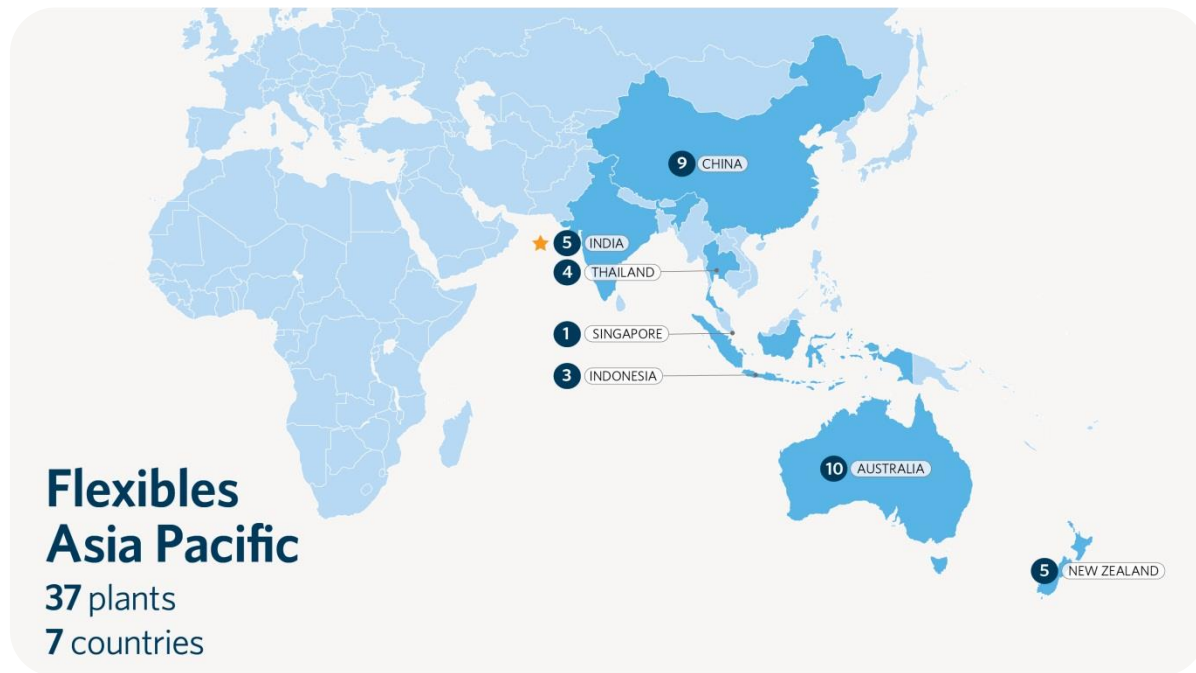 9 CHINA
5 INDIA
4 THAILAND
1 SINGAPORE
3 INDONESIA
10 AUSTRALIA
5 NEW ZEALAND
Flexibles
Asia Pacific
37 plants
7 countries